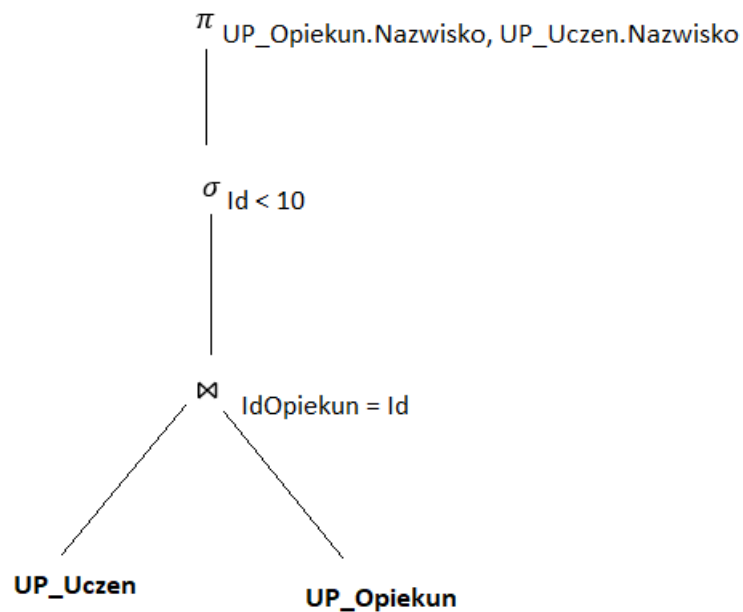 π UP_Opiekun.Nazwisko, UP_Uczen.Nazwisko
σ Id < 10
⋈ IdOpiekun = Id
UP_Uczen
UP_Opiekun